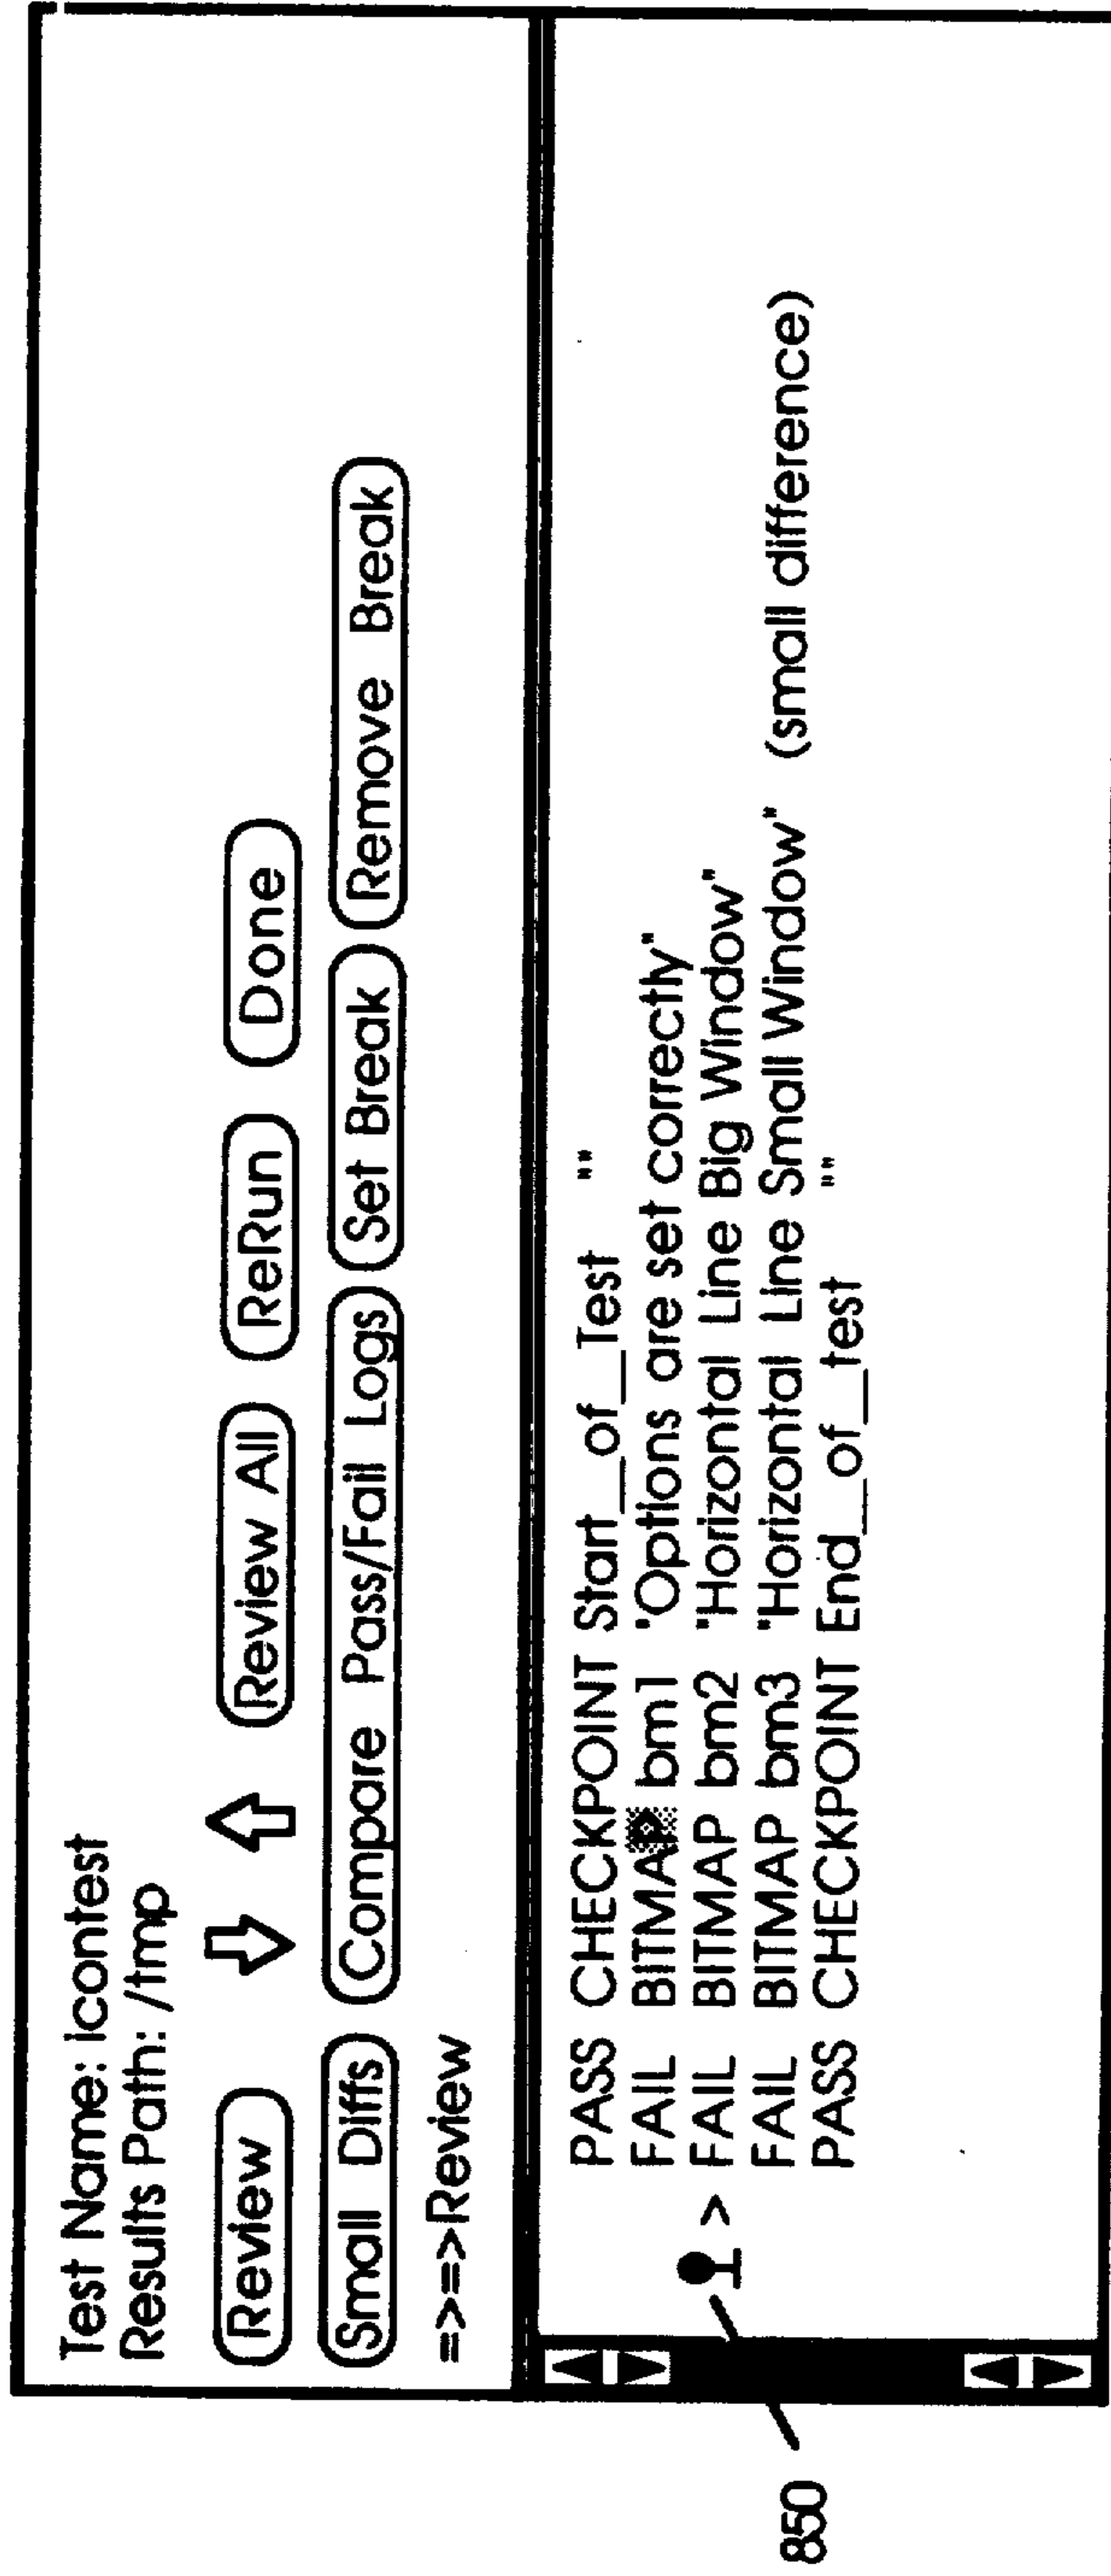 Test Name: icontest
Results Path: /tmp
Review Review All ReRun Done
Small Diffs Compare Pass/Fail Logs Set Break Remove Break
=>=>Review
PASS CHECKPOINT Start__of__Test ""
FAIL BITMAP bm1 "Options are set correctly"
> FAIL BITMAP bm2 "Horizontal Line Big Window"
FAIL BITMAP bm3 "Horizontal Line Small Window" (small difference)
PASS CHECKPOINT End__of__test ""
850